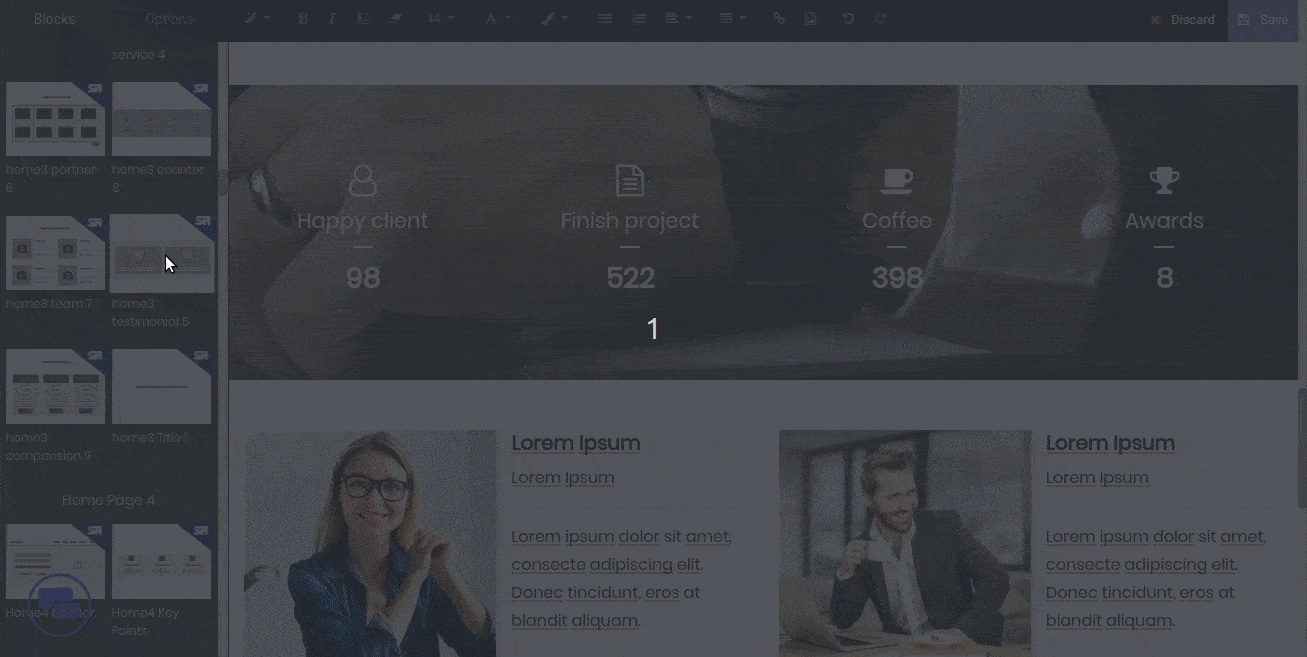 Blocks
Options
14
Discard
Save
service 4
home3 partner
6
home3 counter
8
home3 team 7
home3
testimonial 5
home3
comparision 9
home3 Title 1
Home Page 4
Home4 Key
Points
Happy client
98
Finish project
522
Coffee
398
Awards
8
1
Lorem Ipsum
Lorem Ipsum
Lorem ipsum dolor sit amet,
consecte adipiscing elit.
Donec tincidunt, eros at
blandit aliquam.
Lorem Ipsum
Lorem Ipsum
Lorem ipsum dolor sit amet,
consecte adipiscing elit.
Donec tincidunt, eros at
blandit aliquam.